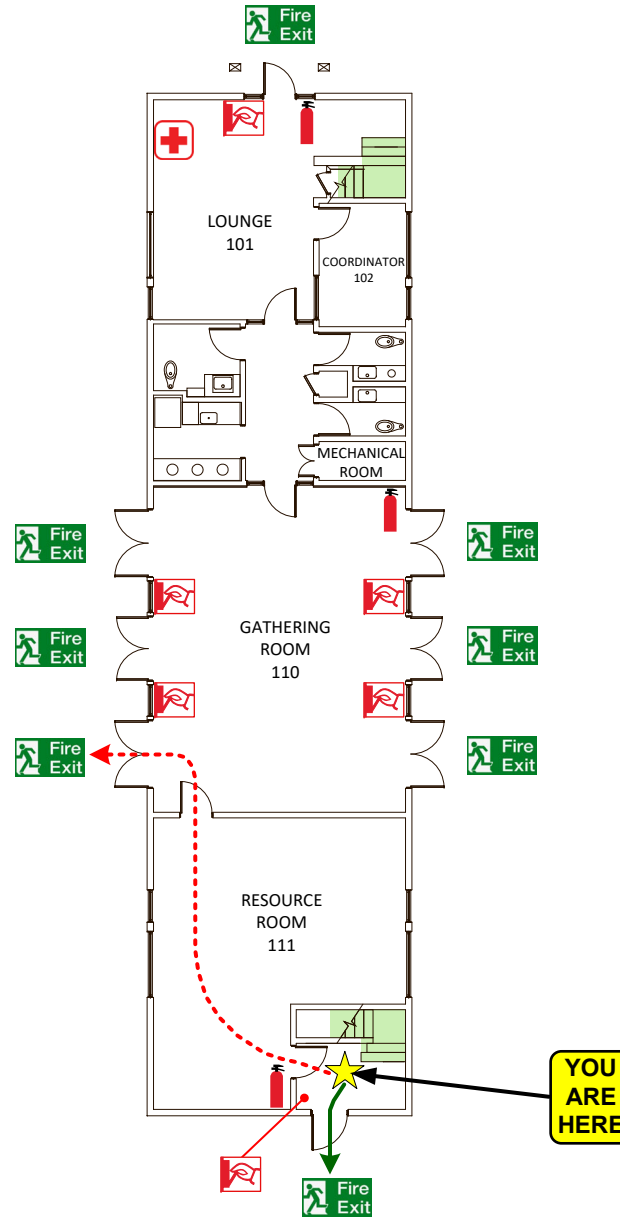 Fire
Exit
LOUNGE
101
COORDINATOR
102
MECHANICAL
ROOM
Fire
Exit
Fire
Exit
GATHERING
ROOM
110
Fire
Exit
Fire
Exit
Fire
Exit
Fire
Exit
RESOURCE
ROOM
111
YOU
ARE
HERE
Fire
Exit